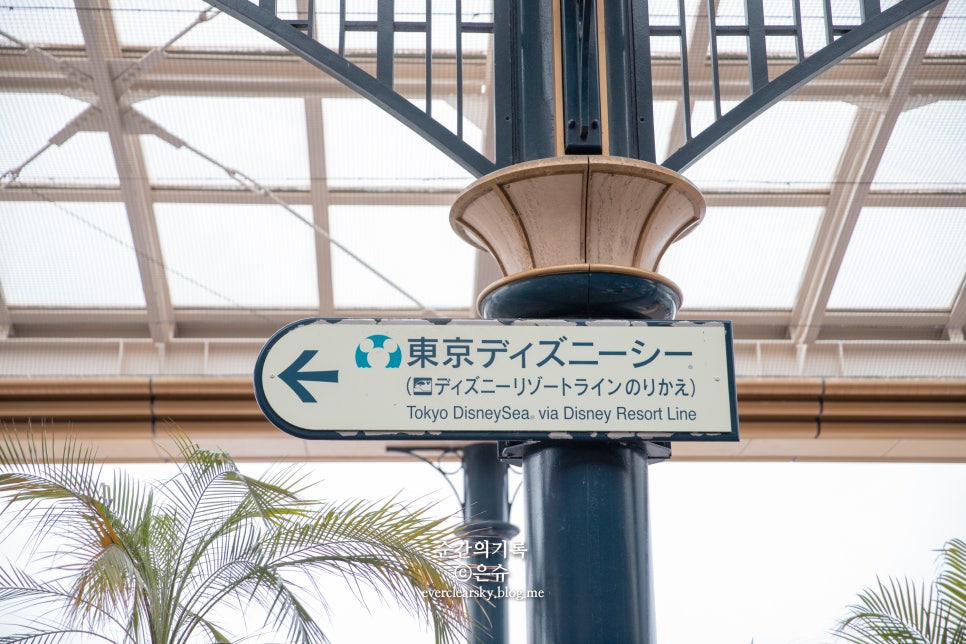 東京ディズニーシー®
(ディズニーリゾートラインのりかえ)
Tokyo DisneySea® via Disney Resort Line
순간의기록
©은슈
everclearsky.blog.me